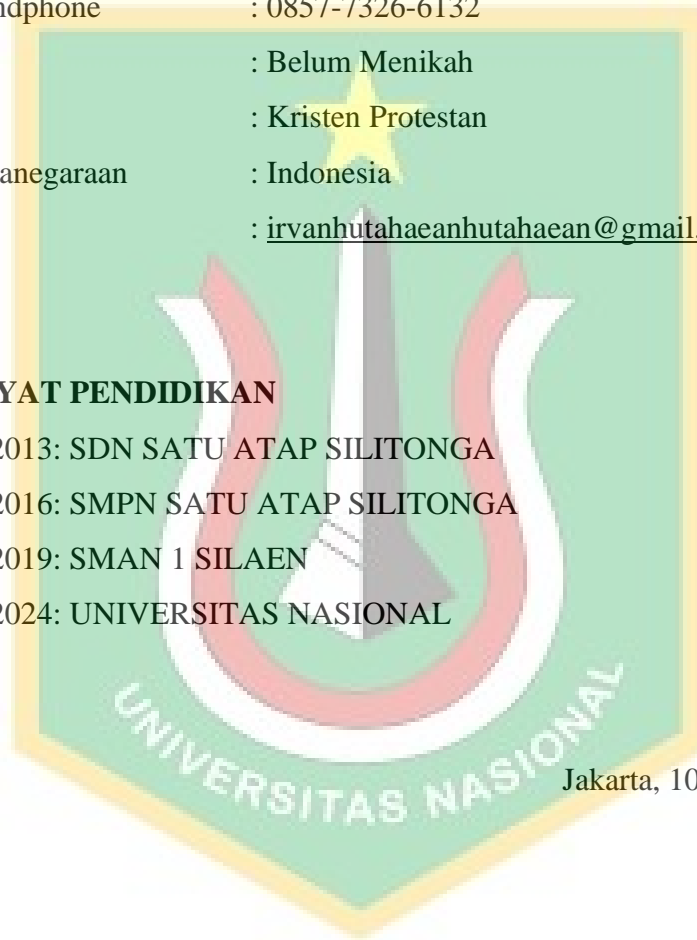 ndphone : 0857-7326-6132
: Belum Menikah
: Kristen Protestan
anegaraan : Indonesia
: irvanhutahaeanhutahaean@gmail.
YAT PENDIDIKAN
2013: SDN SATU ATAP SILITONGA
2016: SMPN SATU ATAP SILITONGA
2019: SMAN 1 SILAEN
2024: UNIVERSITAS NASIONAL
Jakarta, 10
UNIVERSITAS NASIONAL